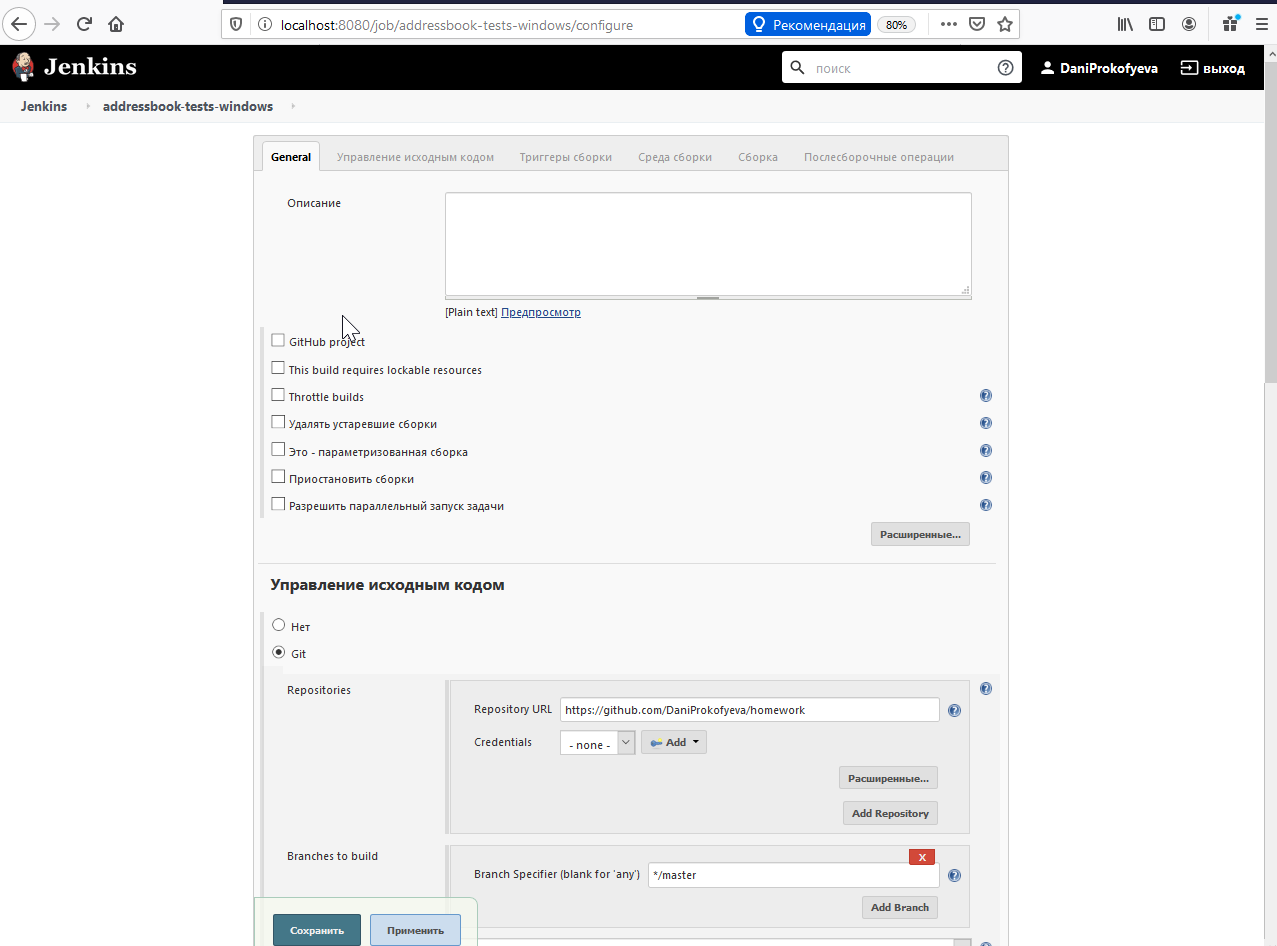 localhost:8080/job/addressbook-tests-windows/configure Рекомендация 80%
Jenkins поиск DaniProkofyeva выход
Jenkins addressbook-tests-windows
General Управление исходным кодом Триггеры сборки Среда сборки Сборка Послесборочные операции
Описание
[Plain text] Предпросмотр
GitHub project
This build requires lockable resources
Throttle builds
Удалять устаревшие сборки
Это - параметризованная сборка
Приостановить сборки
Разрешить параллельный запуск задачи
Расширенные...
Управление исходным кодом
Нет
Git
Repositories
Repository URL https://github.com/DaniProkofyeva/homework
Credentials - none - Add
Расширенные...
Add Repository
Branches to build
X
Branch Specifier (blank for 'any') */master
Add Branch
Сохранить Применить